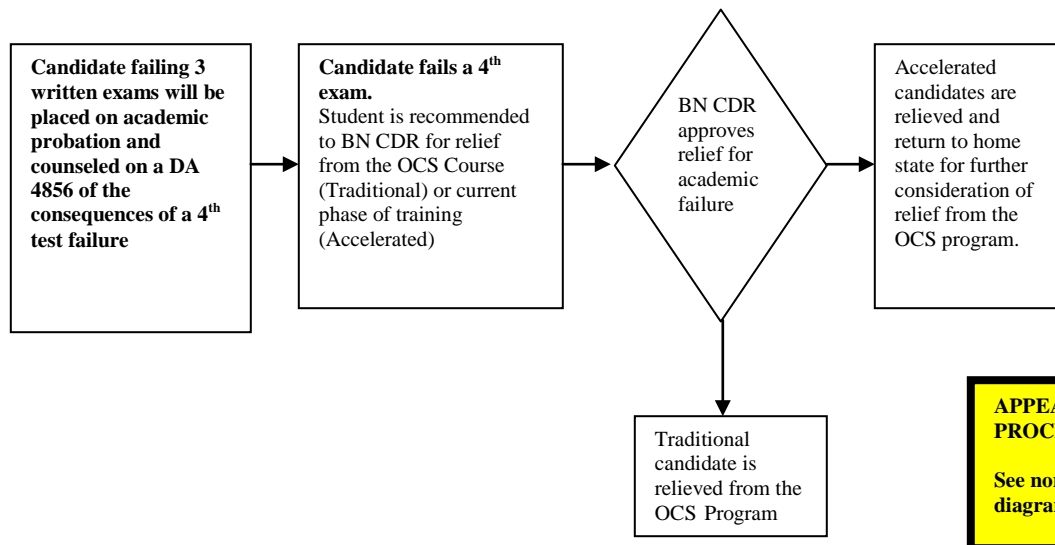 Candidate failing 3
written exams will be
placed on academic
probation and
counseled on a DA
4856 of the
consequences of a 4th
test failure
Candidate fails a 4th
exam.
Student is recommended
to BN CDR for relief
from the OCS Course
(Traditional) or current
phase of training
(Accelerated)
BN CDR
approves
relief for
academic
failure
Accelerated
candidates are
relieved and
return to home
state for further
consideration of
relief from the
OCS program.
Traditional
candidate is
relieved from the
OCS Program
See